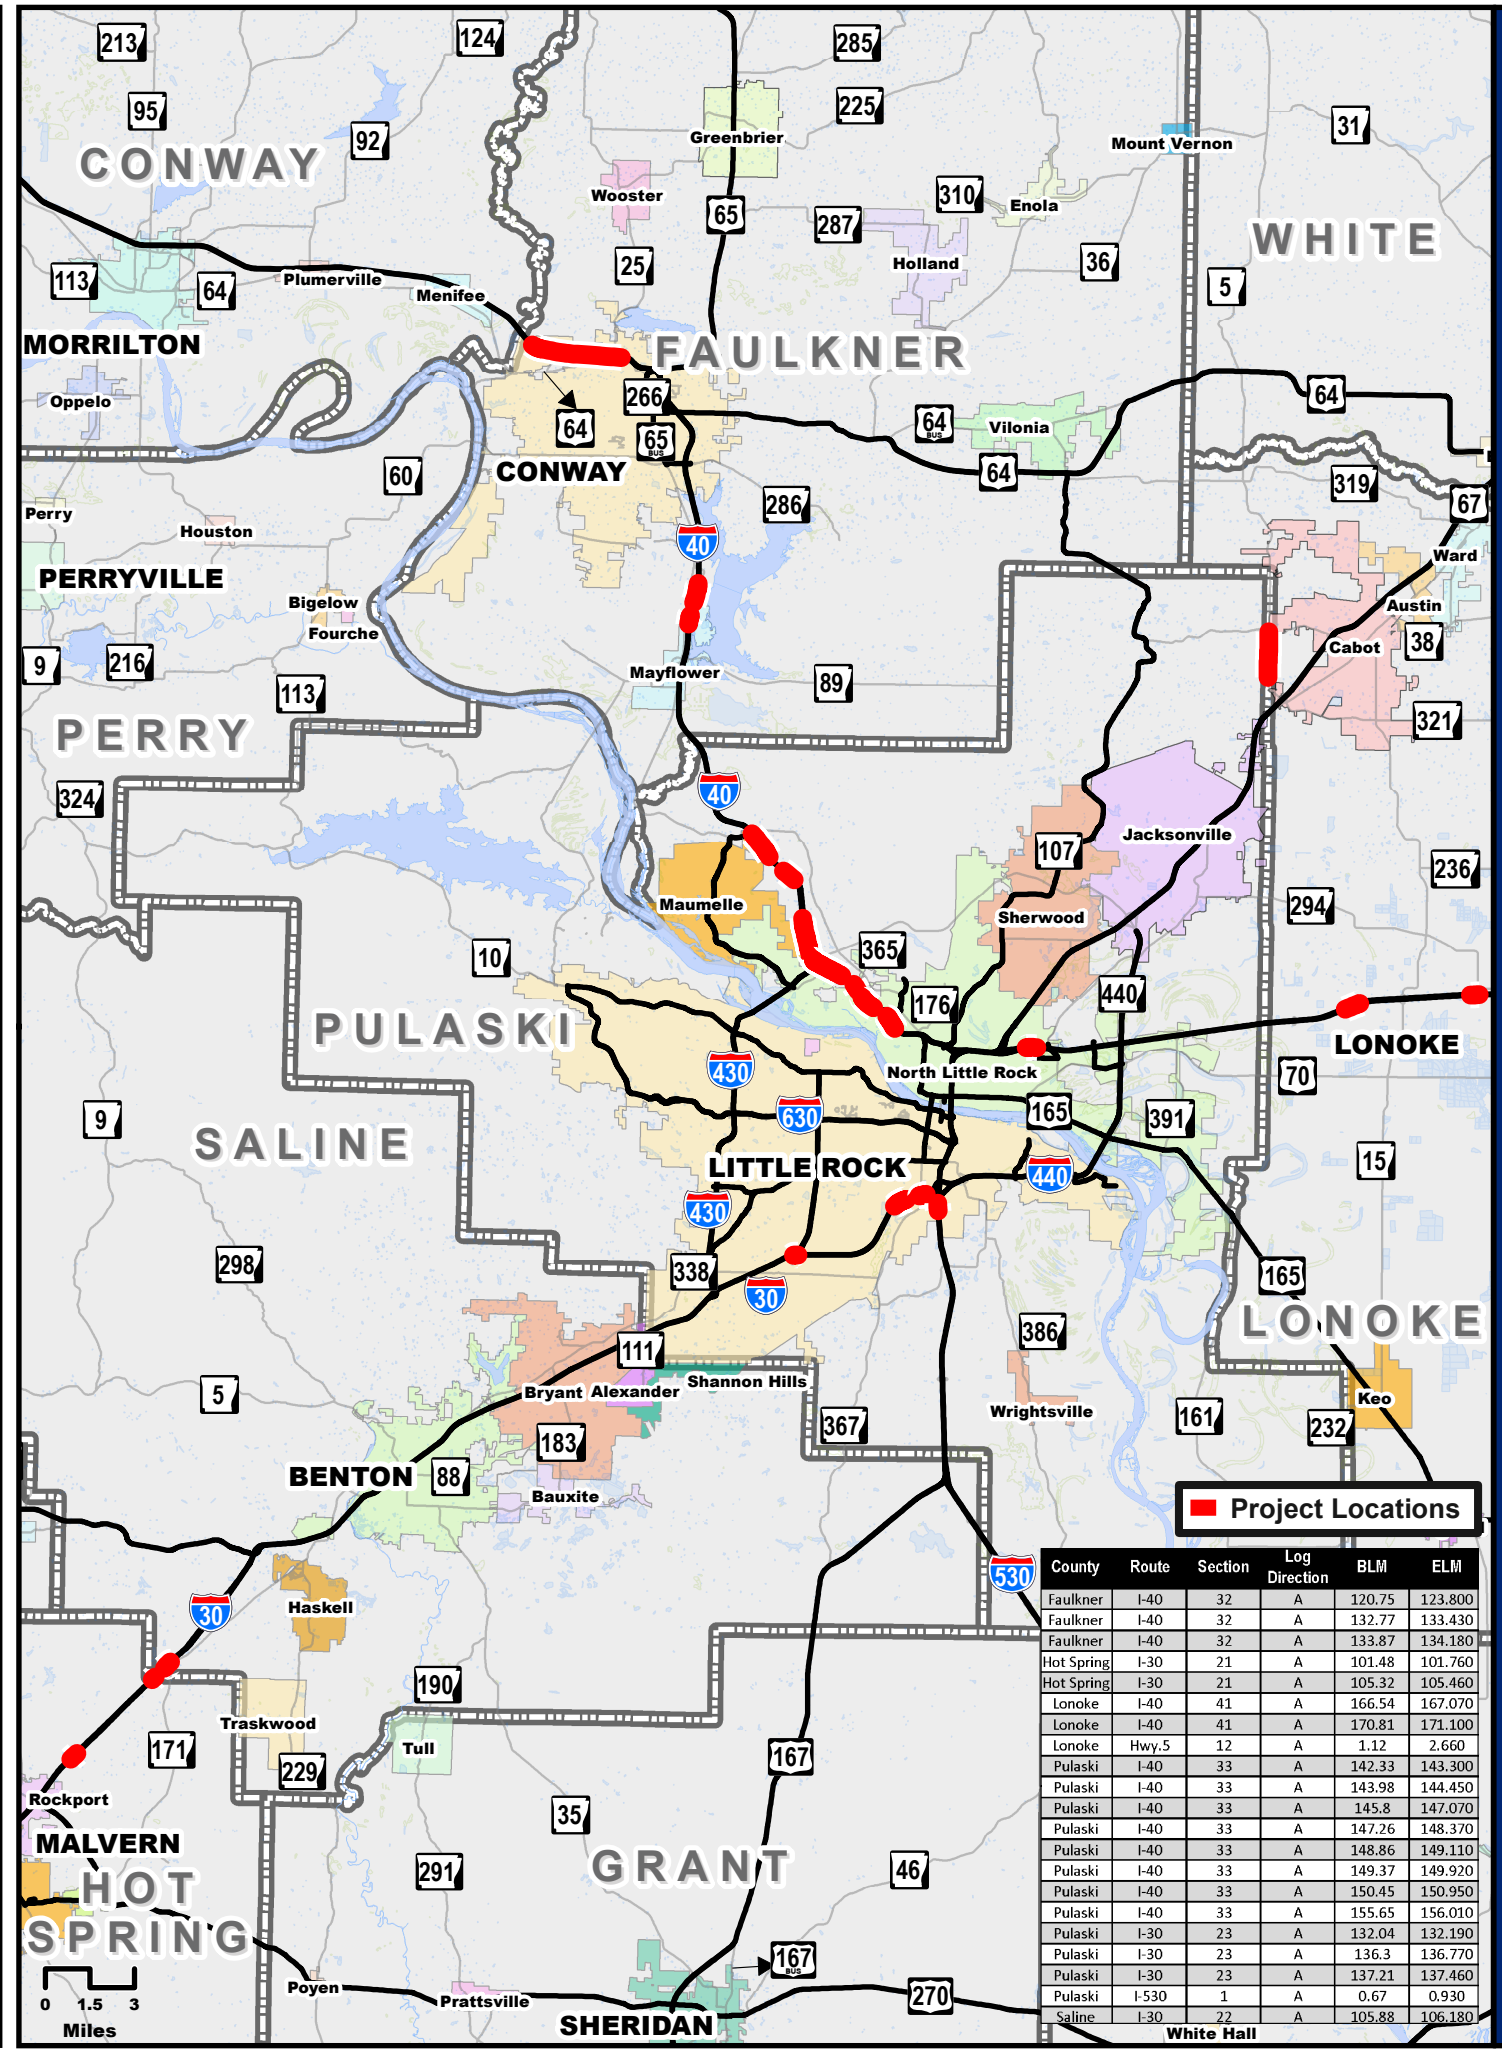 213
124
285
95
225
92
31
Greenbrier
Mount Vernon
CONWAY
Wooster
310
Enola
65
287
WHITE
25
Holland
36
113
64
Plumerville
Menifee
5
MORRILTON
FAULKNER
Oppelo
266
64
64
65
BUS
64
BUS
Vilonia
CONWAY
60
64
319
67
286
Perry
Houston
40
Ward
PERRYVILLE
Bigelow
Fourche
Austin
Cabot
38
9
216
Mayflower
89
113
321
PERRY
324
40
Jacksonville
107
236
Maumelle
Sherwood
294
10
365
176
440
PULASKI
LONOKE
North Little Rock
430
70
9
630
165
391
SALINE
LITTLE ROCK
440
15
430
298
338
165
30
386
LONOKE
111
Shannon Hills
5
Bryant
Alexander
Keo
Wrightsville
367
161
232
183
BENTON
88
Bauxite
Project Locations
530
30
Haskell
County Route Section Log Direction BLM ELM
Faulkner I-40 32 A 120.75 123.800
Faulkner I-40 32 A 132.77 133.430
Faulkner I-40 32 A 133.87 134.180
Hot Spring I-30 21 A 101.48 101.760
Hot Spring I-30 21 A 105.32 105.460
Lonoke I-40 41 A 166.54 167.070
Lonoke I-40 41 A 170.81 171.100
Lonoke Hwy.5 12 A 1.12 2.660
Pulaski I-40 33 A 142.33 143.300
Pulaski I-40 33 A 143.98 144.450
Pulaski I-40 33 A 145.8 147.070
Pulaski I-40 33 A 147.26 148.370
Pulaski I-40 33 A 148.86 149.110
Pulaski I-40 33 A 149.37 149.920
Pulaski I-40 33 A 150.45 150.950
Pulaski I-40 33 A 155.65 156.010
Pulaski I-30 23 A 132.04 132.190
Pulaski I-30 23 A 136.3 136.770
Pulaski I-30 23 A 137.21 137.460
Pulaski I-530 1 A 0.67 0.930
Saline I-30 22 A 105.88 106.180
190
Traskwood
171
Tull
167
229
Rockport
35
MALVERN
291
GRANT
46
HOT
SPRING
167
BUS
Poyen
Prattsville
270
0 1.5 3
Miles
SHERIDAN
White Hall